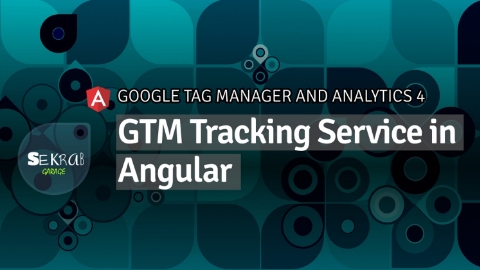 GOOGLE TAG MANAGER AND ANALYTICS 4
GTM Tracking Service in
Angular
SEKRAB
GARAGE